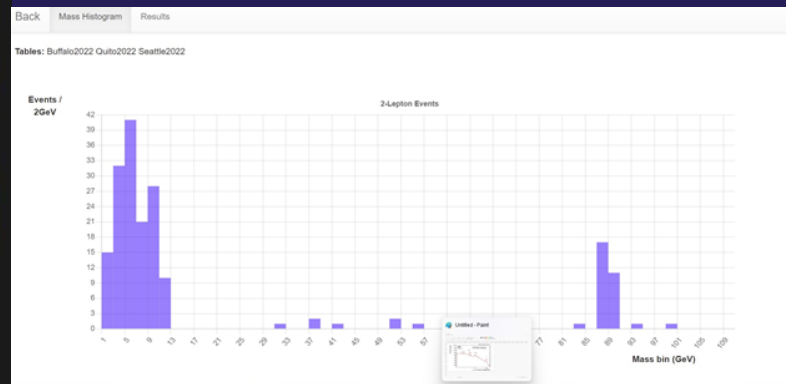 Back Mass Histogram Results
Tables: Buffalo2022 Quito2022 Seattle2022
Events /
2GeV
2-Lepton Events
42
39
36
33
30
27
24
21
18
15
12
9
6
3
0
1 5 9 13 17 21 25 29 33 37 41 45 49 53 57 77 81 85 89 93 97 101 105 109
Untitled - Paint
Mass bin (GeV)